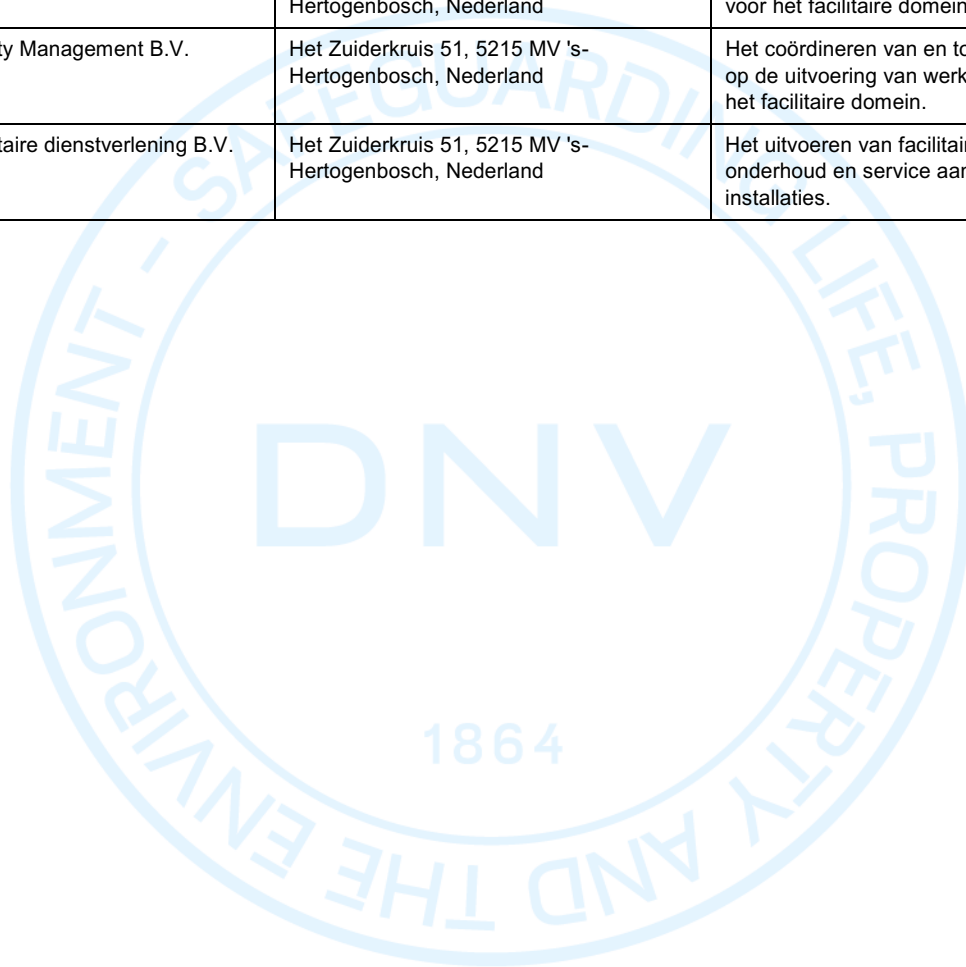 Hertogenbosch, Nederland
voor het facilitaire domein
ty Management B.V.
Het Zuiderkruis 51, 5215 MV 's-
Hertogenbosch, Nederland
Het coördineren van en to
op de uitvoering van werk
het facilitaire domein.
taire dienstverlening B.V.
Het Zuiderkruis 51, 5215 MV 's-
Hertogenbosch, Nederland
Het uitvoeren van facilitair
onderhoud en service aan
installaties.
SAFEGUARDING LIFE, PROPERTY AND THE ENVIRONMENT -
DNV
1864